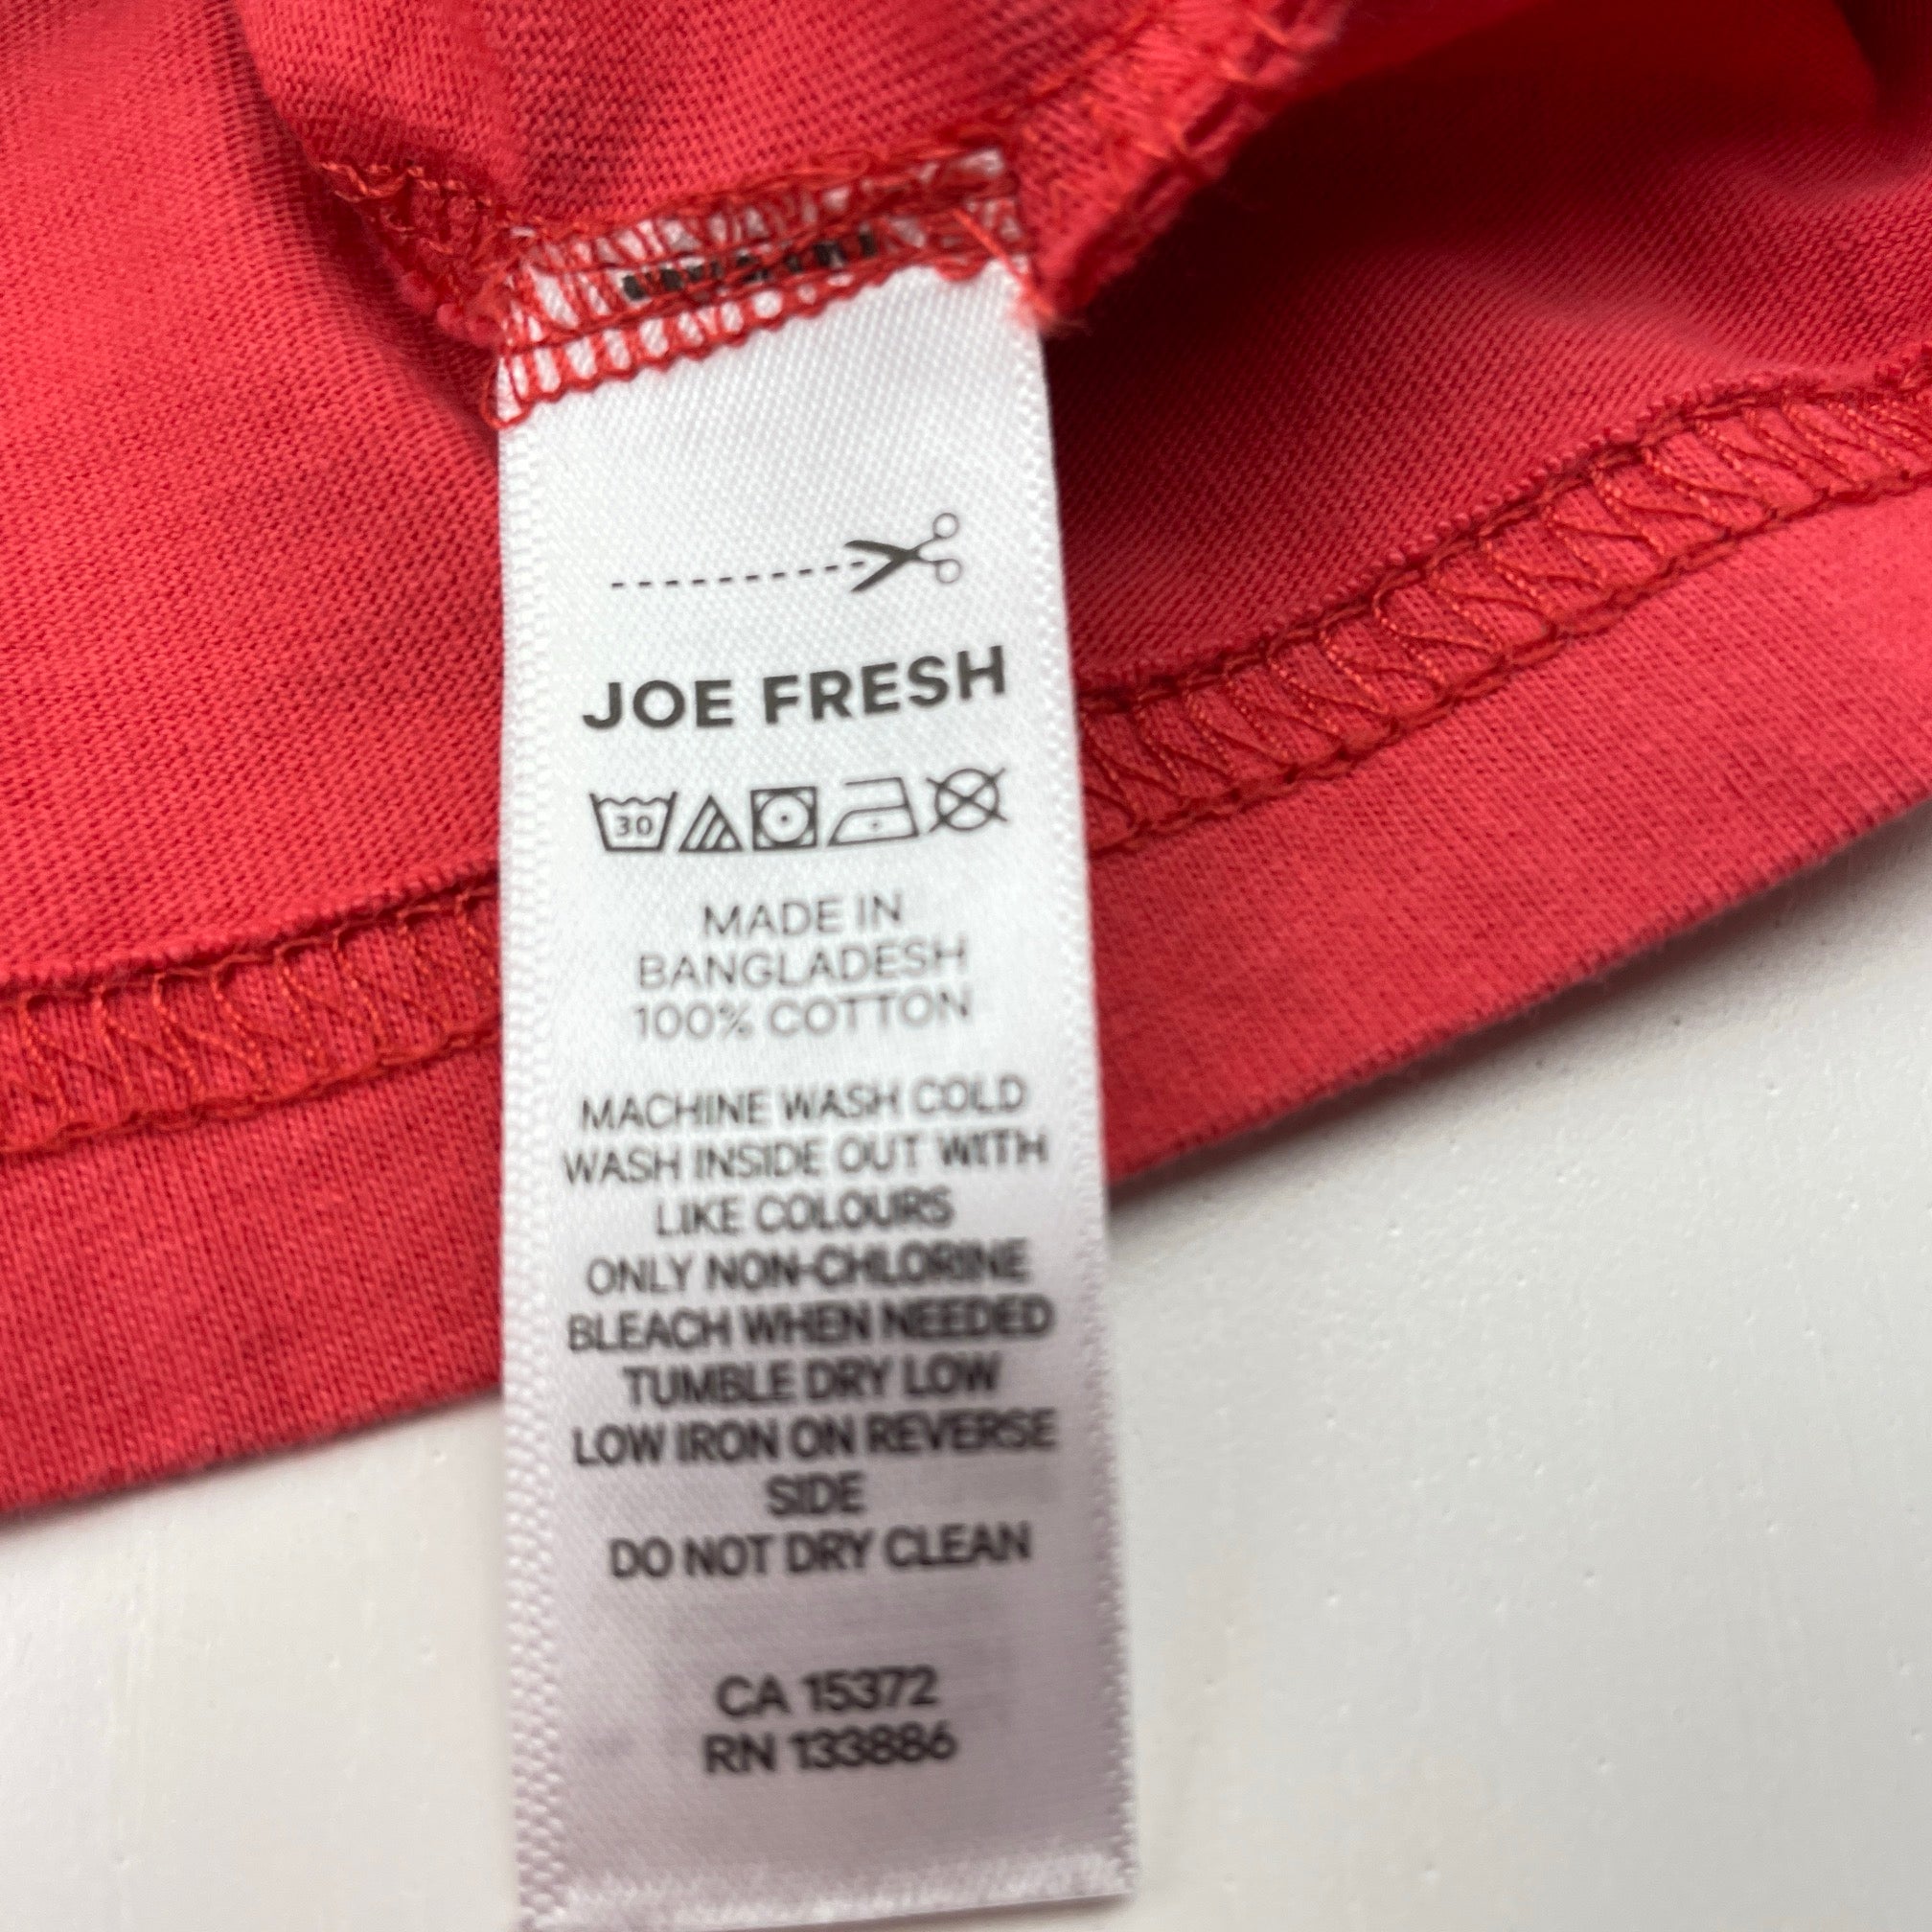 JOE FRESH
30
MADE IN
BANGLADESH
100% COTTON
MACHINE WASH COLD
WASH INSIDE OUT WITH
LIKE COLOURS
ONLY NON-CHLORINE
BLEACH WHEN NEEDED
TUMBLE DRY LOW
LOW IRON ON REVERSE
SIDE
DO NOT DRY CLEAN
CA 15372
RN 133886